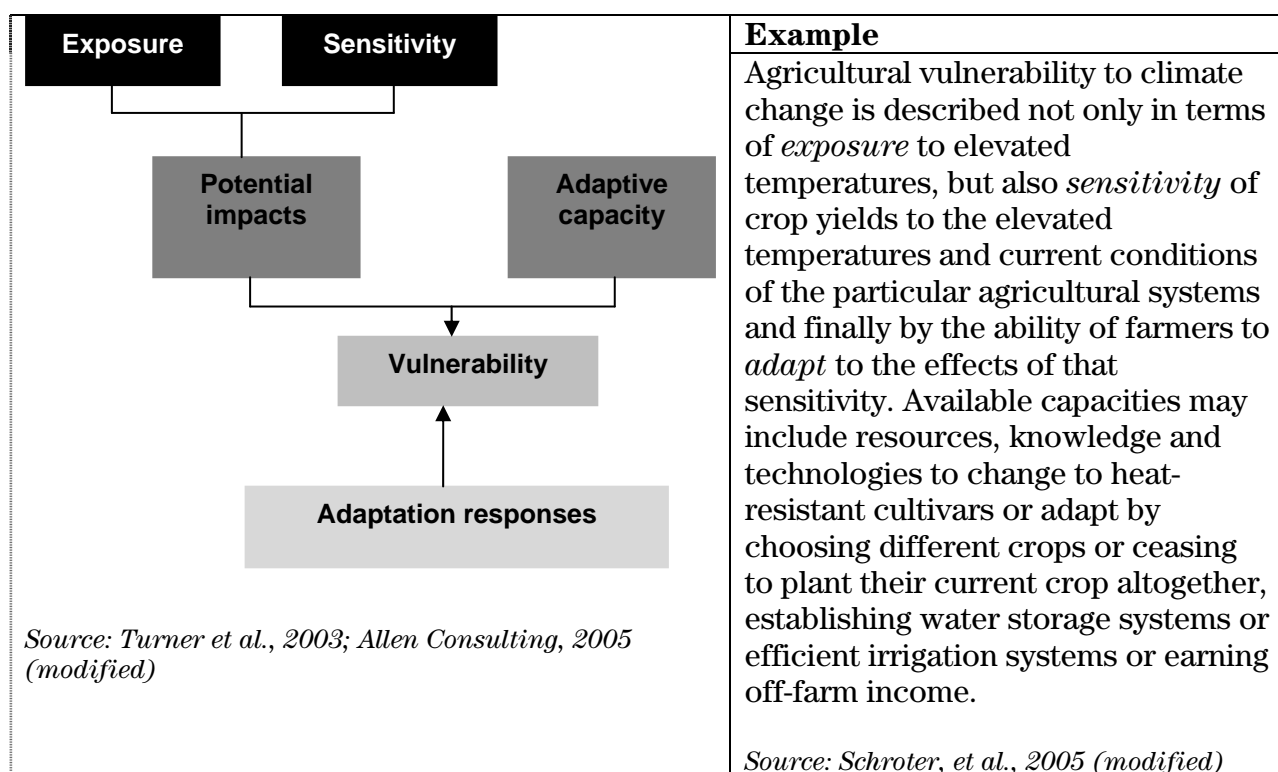 Exposure
Sensitivity
Potential
impacts
Adaptive
capacity
Vulnerability
Adaptation responses
Source: Turner et al., 2003; Allen Consulting, 2005
(modified)
Example
Agricultural vulnerability to climate
change is described not only in terms
of exposure to elevated
temperatures, but also sensitivity of
crop yields to the elevated
temperatures and current conditions
of the particular agricultural systems
and finally by the ability of farmers to
adapt to the effects of that
sensitivity. Available capacities may
include resources, knowledge and
technologies to change to heat-
resistant cultivars or adapt by
choosing different crops or ceasing
to plant their current crop altogether,
establishing water storage systems or
efficient irrigation systems or earning
off-farm income.
Source: Schroter, et al., 2005 (modified)